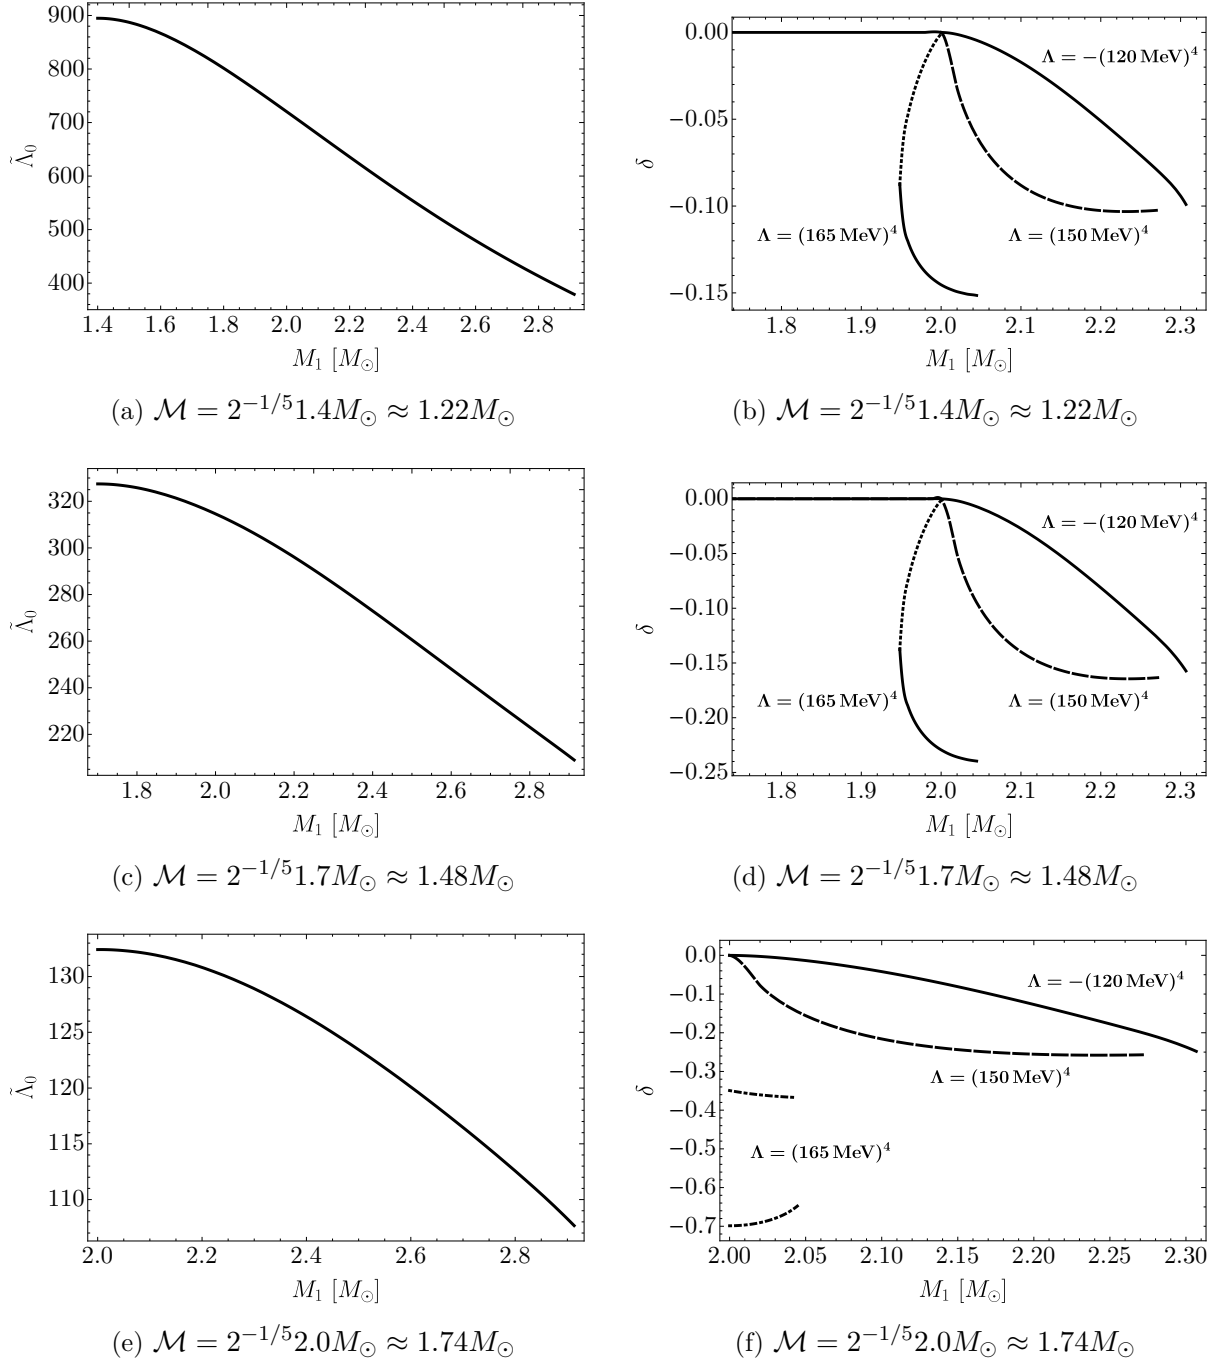 900
800
700
600
500
400
Λ̃₀
1.4 1.6 1.8 2.0 2.2 2.4 2.6 2.8
M₁ [M⊙]
(a) ℳ = 2^{-1/5}1.4M⊙ ≈ 1.22M⊙
0.00
−0.05
−0.10
−0.15
δ
Λ = −(120 MeV)⁴
Λ = (165 MeV)⁴
Λ = (150 MeV)⁴
1.8 1.9 2.0 2.1 2.2 2.3
M₁ [M⊙]
(b) ℳ = 2^{-1/5}1.4M⊙ ≈ 1.22M⊙
320
300
280
260
240
220
Λ̃₀
1.8 2.0 2.2 2.4 2.6 2.8
M₁ [M⊙]
(c) ℳ = 2^{-1/5}1.7M⊙ ≈ 1.48M⊙
0.00
−0.05
−0.10
−0.15
−0.20
−0.25
δ
Λ = −(120 MeV)⁴
Λ = (165 MeV)⁴
Λ = (150 MeV)⁴
1.8 1.9 2.0 2.1 2.2 2.3
M₁ [M⊙]
(d) ℳ = 2^{-1/5}1.7M⊙ ≈ 1.48M⊙
130
125
120
115
110
Λ̃₀
2.0 2.2 2.4 2.6 2.8
M₁ [M⊙]
(e) ℳ = 2^{-1/5}2.0M⊙ ≈ 1.74M⊙
0.0
−0.1
−0.2
−0.3
−0.4
−0.5
−0.6
−0.7
δ
Λ = −(120 MeV)⁴
Λ = (150 MeV)⁴
Λ = (165 MeV)⁴
2.00 2.05 2.10 2.15 2.20 2.25 2.30
M₁ [M⊙]
(f) ℳ = 2^{-1/5}2.0M⊙ ≈ 1.74M⊙